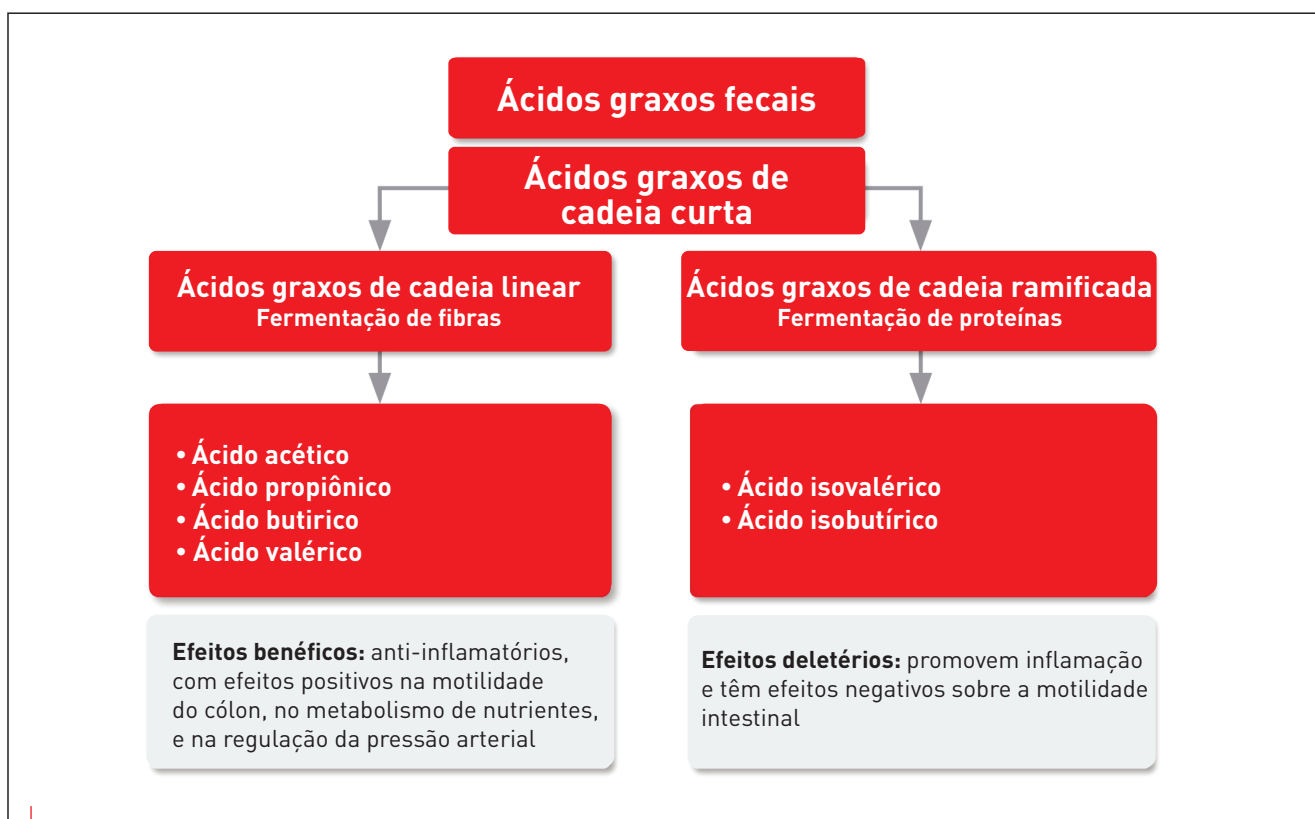 Ácidos graxos fecais
Ácidos graxos de
cadeia curta
Ácidos graxos de cadeia linear
Fermentação de fibras
Ácidos graxos de cadeia ramificada
Fermentação de proteínas
• Ácido acético
• Ácido propiônico
• Ácido butirico
• Ácido valérico
• Ácido isovalérico
• Ácido isobutírico
Efeitos benéficos: anti-inflamatórios,
com efeitos positivos na motilidade
do cólon, no metabolismo de nutrientes,
e na regulação da pressão arterial
Efeitos deletérios: promovem inflamação
e têm efeitos negativos sobre a motilidade
intestinal